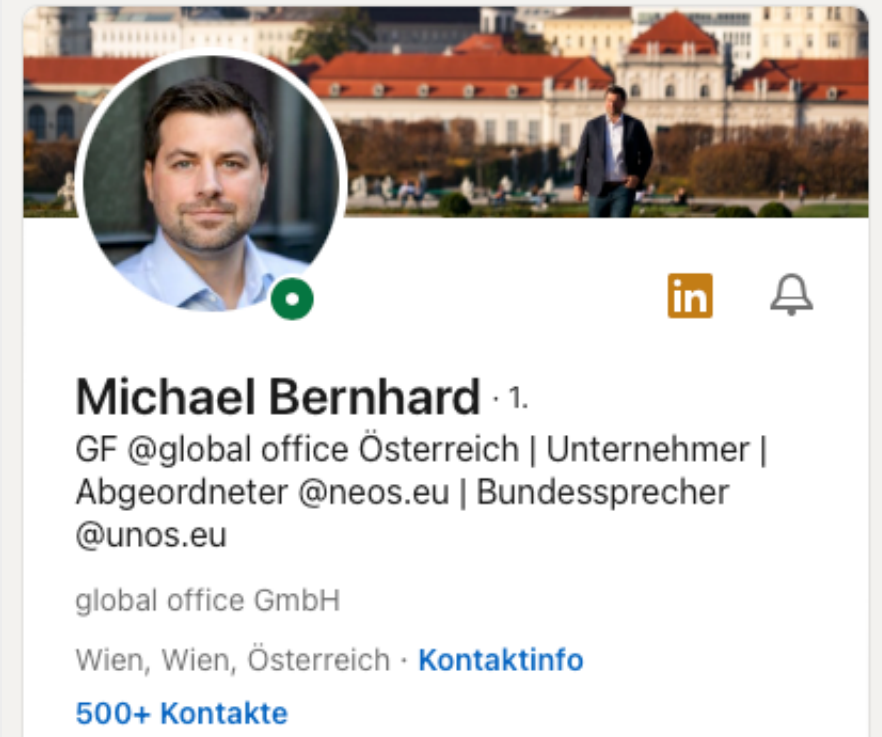 in
Michael Bernhard · 1.
GF @global office Österreich | Unternehmer |
Abgeordneter @neos.eu | Bundessprecher
@unos.eu
global office GmbH
Wien, Wien, Österreich · Kontaktinfo
500+ Kontakte